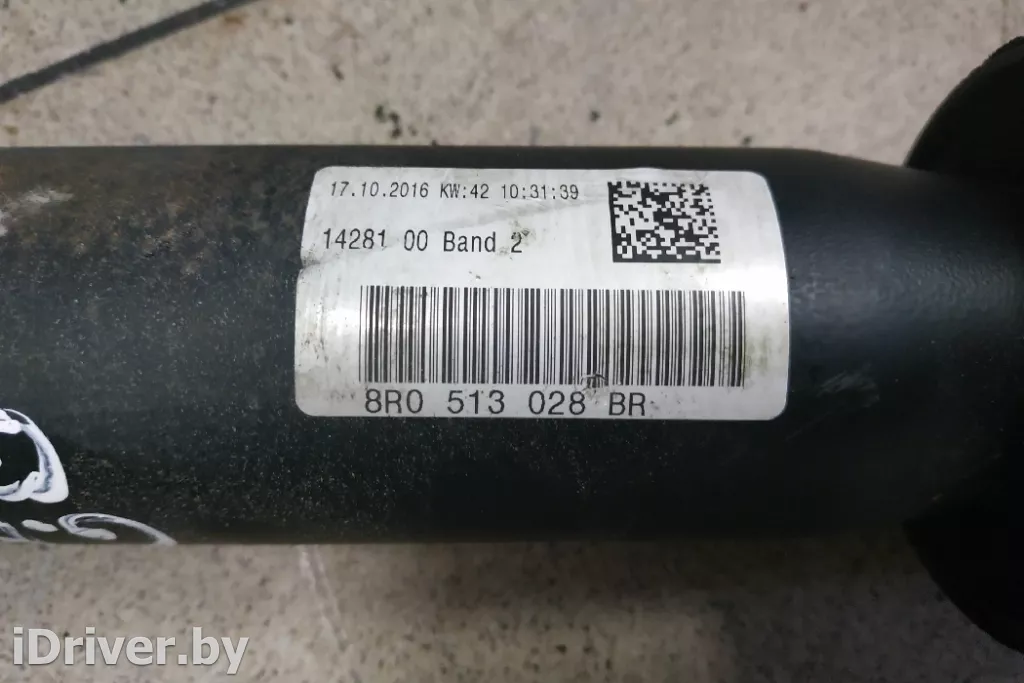 17.10.2016 KW:42 10:31:39
14281 00 Band 2
8R0 513 028 BR
iDriver.by